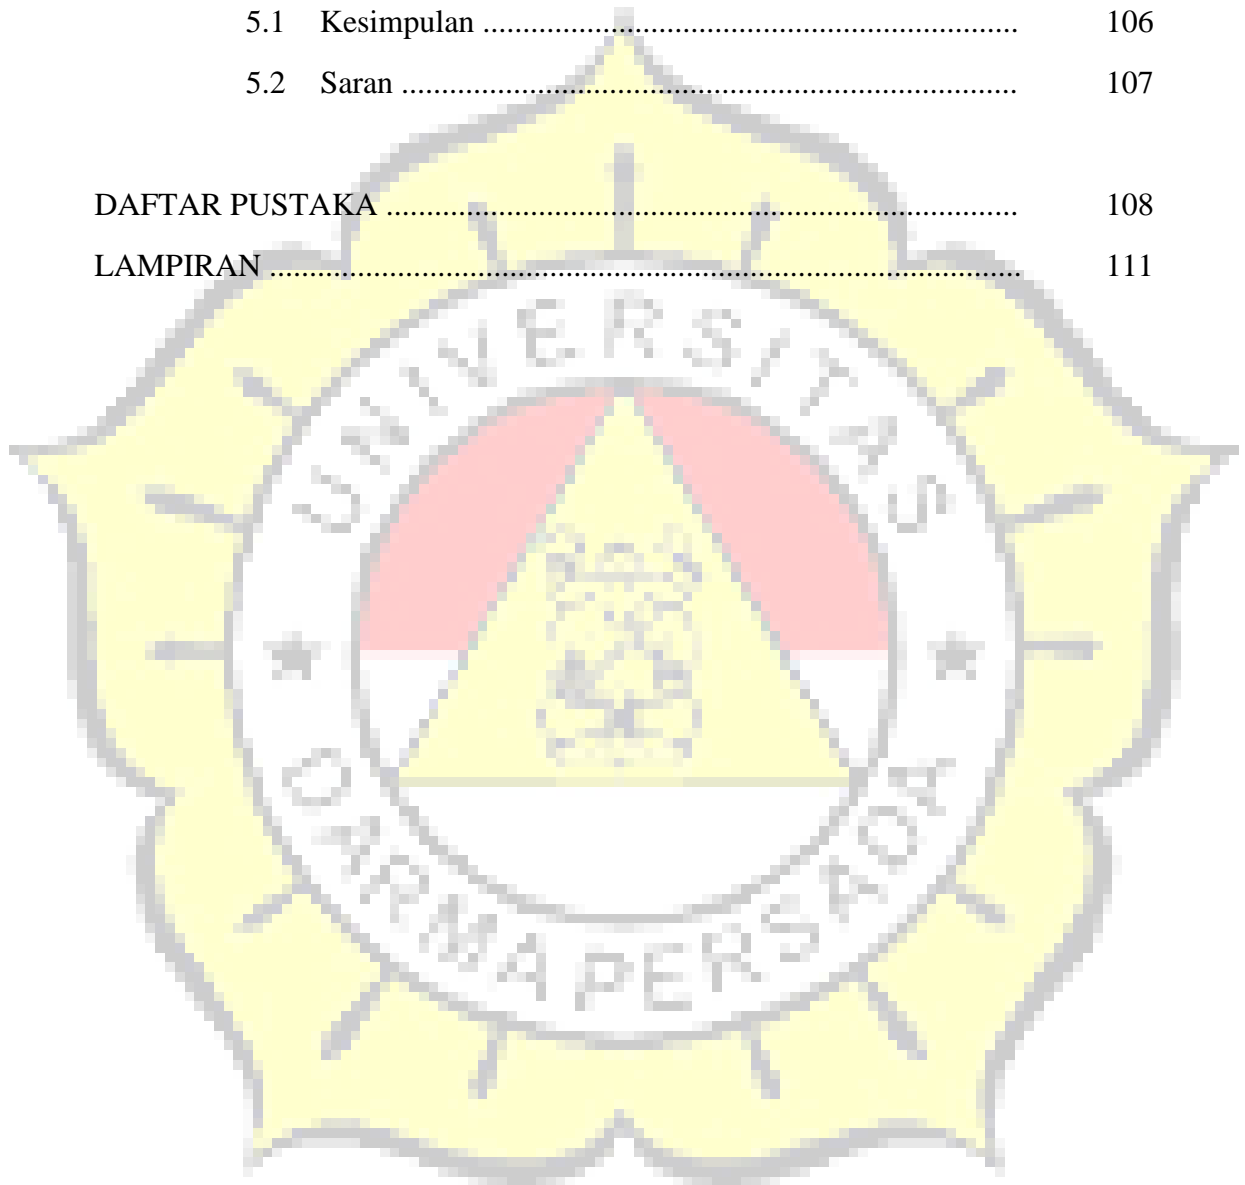 5.1 Kesimpulan .................................................................. 106
5.2 Saran ............................................................................ 107
DAFTAR PUSTAKA .............................................................................. 108
LAMPIRAN ............................................................................................. 111
UNIVERSITAS
DARMA PERSADA